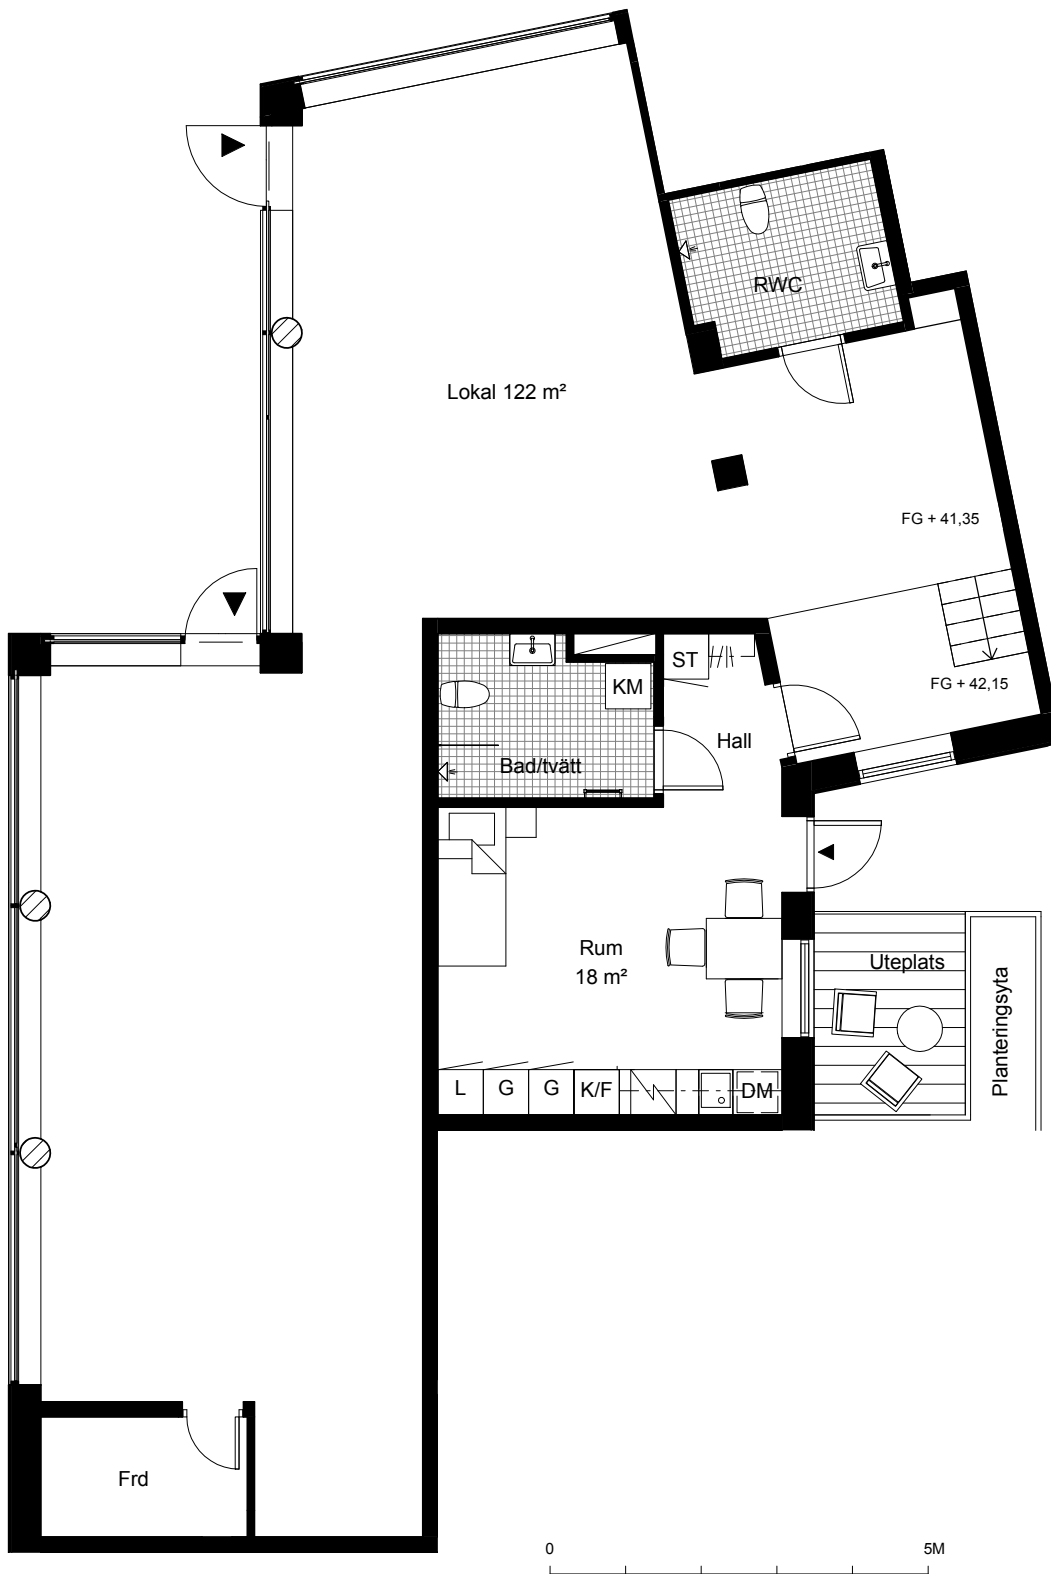 RWC
Lokal 122 m²
FG + 41,35
ST
KM
FG + 42,15
Hall
Bad/tvätt
Rum
18 m²
Uteplats
Planteringsyta
L G G K/F DM
Frd
0 5M